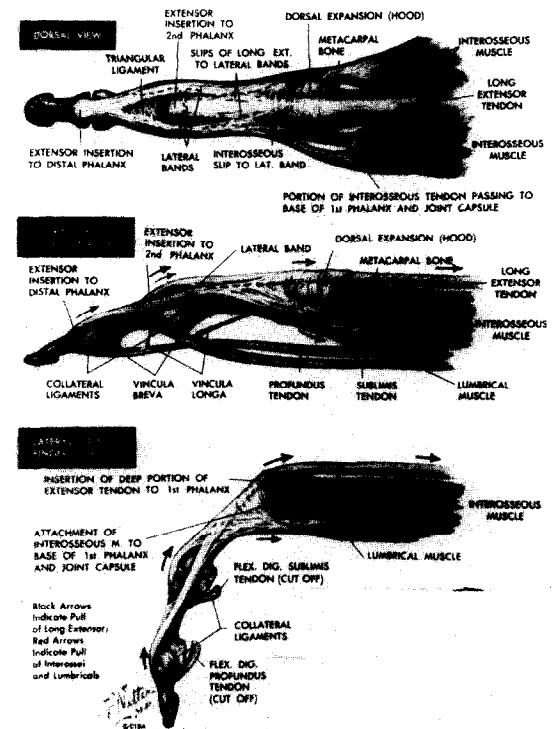 DORSAL VIEW
EXTENSOR
INSERTION TO
2nd PHALANX
DORSAL EXPANSION (HOOD)
METACARPAL
BONE
SLIPS OF LONG EXT.
TO LATERAL BANDS
TRIANGULAR
LIGAMENT
INTEROSSEUS
MUSCLE
LONG
EXTENSOR
TENDON
INTEROSSEUS
MUSCLE
EXTENSOR INSERTION
TO DISTAL PHALANX
LATERAL
BANDS
INTEROSSEUS
SLIP TO LAT. BAND
PORTION OF INTEROSSEUS TENDON PASSING TO
BASE OF 1st PHALANX AND JOINT CAPSULE
EXTENSOR
INSERTION TO
2nd PHALANX
LATERAL BAND
DORSAL EXPANSION (HOOD)
METACARPAL BONE
EXTENSOR
INSERTION TO
DISTAL PHALANX
LONG
EXTENSOR
TENDON
INTEROSSEUS
MUSCLE
COLLATERAL
LIGAMENTS
VINCULA
BREVA
VINCULA
LONGA
PROFUNDUS
TENDON
SUBLIMIS
TENDON
LUMBRICAL
MUSCLE
INSERTION OF DEEP PORTION OF
EXTENSOR TENDON TO 1st PHALANX
INTEROSSEUS
MUSCLE
ATTACHMENT OF
INTEROSSEUS M. TO
BASE OF 1st PHALANX
AND JOINT CAPSULE
LUMBRICAL MUSCLE
FLEX. DIG. SUBLIMIS
TENDON (CUT OFF)
COLLATERAL
LIGAMENTS
Black Arrows
Indicate Pull
of Long Extensor;
Red Arrows
Indicate Pull
of Interossei
and Lumbricals
FLEX. DIG.
PROFUNDUS
TENDON
(CUT OFF)